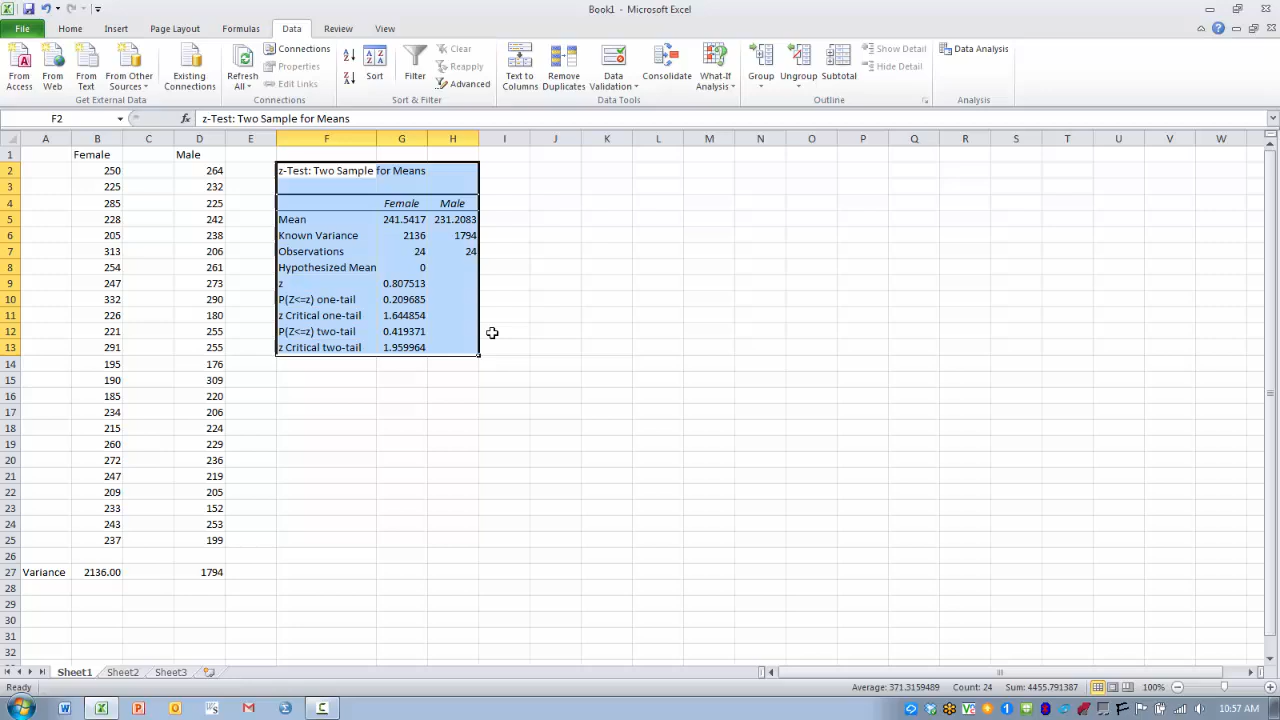 Book1 - Microsoft Excel
File Home Insert Page Layout Formulas Data Review View
From Access
From Web
From Text
From Other Sources
Existing Connections
Get External Data
Refresh All
Connections
Properties
Edit Links
Connections
Sort
Filter
Clear
Reapply
Advanced
Sort & Filter
Text to Columns
Remove Duplicates
Data Validation
Consolidate
What-If Analysis
Data Tools
Group
Ungroup
Subtotal
Show Detail
Hide Detail
Outline
Data Analysis
Analysis
F2 fx z-Test: Two Sample for Means
A B C D E F G H I J K L M N O P Q R S T U V W
1 Female Male
2 250 264 z-Test: Two Sample for Means
3 225 232
4 285 225 Female Male
5 228 242 Mean 241.5417 231.2083
6 205 238 Known Variance 2136 1794
7 313 206 Observations 24 24
8 254 261 Hypothesized Mean 0
9 247 273 z 0.807513
10 332 290 P(Z<=z) one-tail 0.209685
11 226 180 z Critical one-tail 1.644854
12 221 255 P(Z<=z) two-tail 0.419371
13 291 255 z Critical two-tail 1.959964
14 195 176
15 190 309
16 185 220
17 234 206
18 215 224
19 260 229
20 272 236
21 247 219
22 209 205
23 233 152
24 243 253
25 237 199
26
27 Variance 2136.00 1794
28
29
30
31
32
Sheet1 Sheet2 Sheet3
Ready Average: 371.3159489 Count: 24 Sum: 4455.791387 100%
10:57 AM